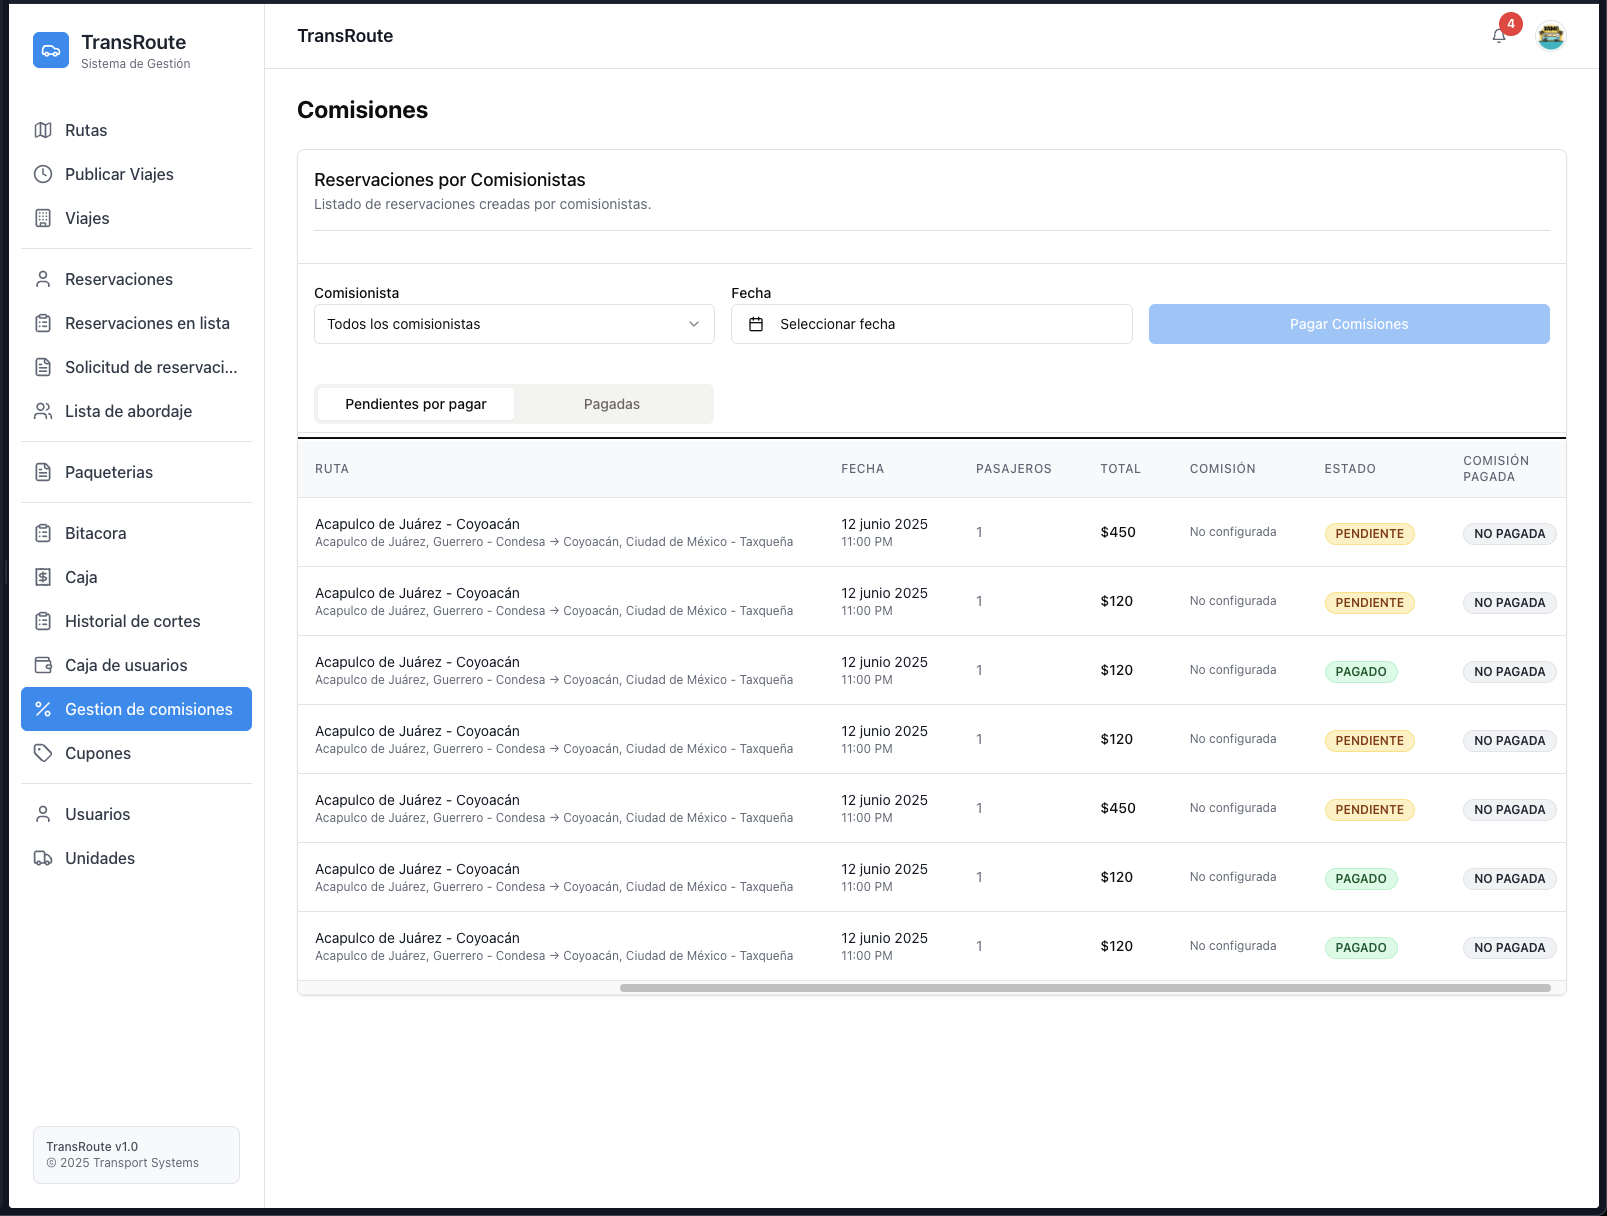 TransRoute
Sistema de Gestión
Rutas
Publicar Viajes
Viajes
Reservaciones
Reservaciones en lista
Solicitud de reservaci...
Lista de abordaje
Paqueterias
Bitacora
Caja
Historial de cortes
Caja de usuarios
Gestion de comisiones
Cupones
Usuarios
Unidades
TransRoute v1.0
© 2025 Transport Systems
TransRoute
4
Comisiones
Reservaciones por Comisionistas
Listado de reservaciones creadas por comisionistas.
Comisionista
Todos los comisionistas
Fecha
Seleccionar fecha
Pagar Comisiones
Pendientes por pagar
Pagadas
RUTA FECHA PASAJEROS TOTAL COMISIÓN ESTADO COMISIÓN PAGADA
Acapulco de Juárez - Coyoacán 12 junio 2025 1 $450 No configurada PENDIENTE NO PAGADA
Acapulco de Juárez, Guerrero - Condesa → Coyoacán, Ciudad de México - Taxqueña 11:00 PM
Acapulco de Juárez - Coyoacán 12 junio 2025 1 $120 No configurada PENDIENTE NO PAGADA
Acapulco de Juárez, Guerrero - Condesa → Coyoacán, Ciudad de México - Taxqueña 11:00 PM
Acapulco de Juárez - Coyoacán 12 junio 2025 1 $120 No configurada PAGADO NO PAGADA
Acapulco de Juárez, Guerrero - Condesa → Coyoacán, Ciudad de México - Taxqueña 11:00 PM
Acapulco de Juárez - Coyoacán 12 junio 2025 1 $120 No configurada PENDIENTE NO PAGADA
Acapulco de Juárez, Guerrero - Condesa → Coyoacán, Ciudad de México - Taxqueña 11:00 PM
Acapulco de Juárez - Coyoacán 12 junio 2025 1 $450 No configurada PENDIENTE NO PAGADA
Acapulco de Juárez, Guerrero - Condesa → Coyoacán, Ciudad de México - Taxqueña 11:00 PM
Acapulco de Juárez - Coyoacán 12 junio 2025 1 $120 No configurada PAGADO NO PAGADA
Acapulco de Juárez, Guerrero - Condesa → Coyoacán, Ciudad de México - Taxqueña 11:00 PM
Acapulco de Juárez - Coyoacán 12 junio 2025 1 $120 No configurada PAGADO NO PAGADA
Acapulco de Juárez, Guerrero - Condesa → Coyoacán, Ciudad de México - Taxqueña 11:00 PM